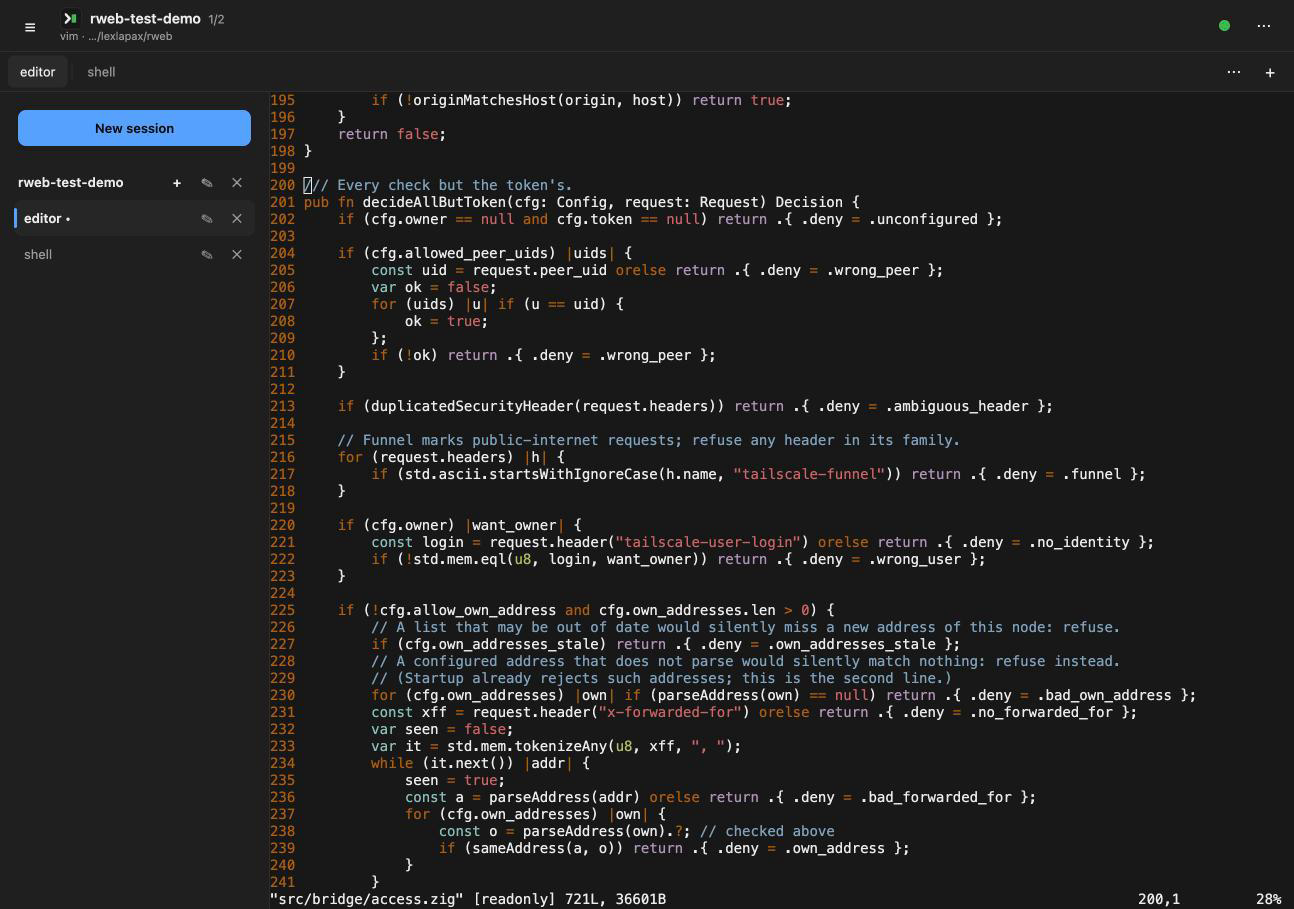 rweb-test-demo 1/2
vim · .../lexlapax/rweb
editor shell
New session
rweb-test-demo
editor •
shell
195         if (!originMatchesHost(origin, host)) return true;
196     }
197     return false;
198 }
199
200 /// Every check but the token's.
201 pub fn decideAllButToken(cfg: Config, request: Request) Decision {
202     if (cfg.owner == null and cfg.token == null) return .{ .deny = .unconfigured };
203
204     if (cfg.allowed_peer_uids) |uids| {
205         const uid = request.peer_uid orelse return .{ .deny = .wrong_peer };
206         var ok = false;
207         for (uids) |u| if (u == uid) {
208             ok = true;
209         };
210         if (!ok) return .{ .deny = .wrong_peer };
211     }
212
213     if (duplicatedSecurityHeader(request.headers)) return .{ .deny = .ambiguous_header };
214
215     // Funnel marks public-internet requests; refuse any header in its family.
216     for (request.headers) |h| {
217         if (std.ascii.startsWithIgnoreCase(h.name, "tailscale-funnel")) return .{ .deny = .funnel };
218     }
219
220     if (cfg.owner) |want_owner| {
221         const login = request.header("tailscale-user-login") orelse return .{ .deny = .no_identity };
222         if (!std.mem.eql(u8, login, want_owner)) return .{ .deny = .wrong_user };
223     }
224
225     if (!cfg.allow_own_address and cfg.own_addresses.len > 0) {
226         // A list that may be out of date would silently miss a new address of this node: refuse.
227         if (cfg.own_addresses_stale) return .{ .deny = .own_addresses_stale };
228         // A configured address that does not parse would silently match nothing: refuse instead.
229         // (Startup already rejects such addresses; this is the second line.)
230         for (cfg.own_addresses) |own| if (parseAddress(own) == null) return .{ .deny = .bad_own_address };
231         const xff = request.header("x-forwarded-for") orelse return .{ .deny = .no_forwarded_for };
232         var seen = false;
233         var it = std.mem.tokenizeAny(u8, xff, ", ");
234         while (it.next()) |addr| {
235             seen = true;
236             const a = parseAddress(addr) orelse return .{ .deny = .bad_forwarded_for };
237             for (cfg.own_addresses) |own| {
238                 const o = parseAddress(own).?; // checked above
239                 if (sameAddress(a, o)) return .{ .deny = .own_address };
240             }
241         }
"src/bridge/access.zig" [readonly] 721L, 36601B 200,1 28%